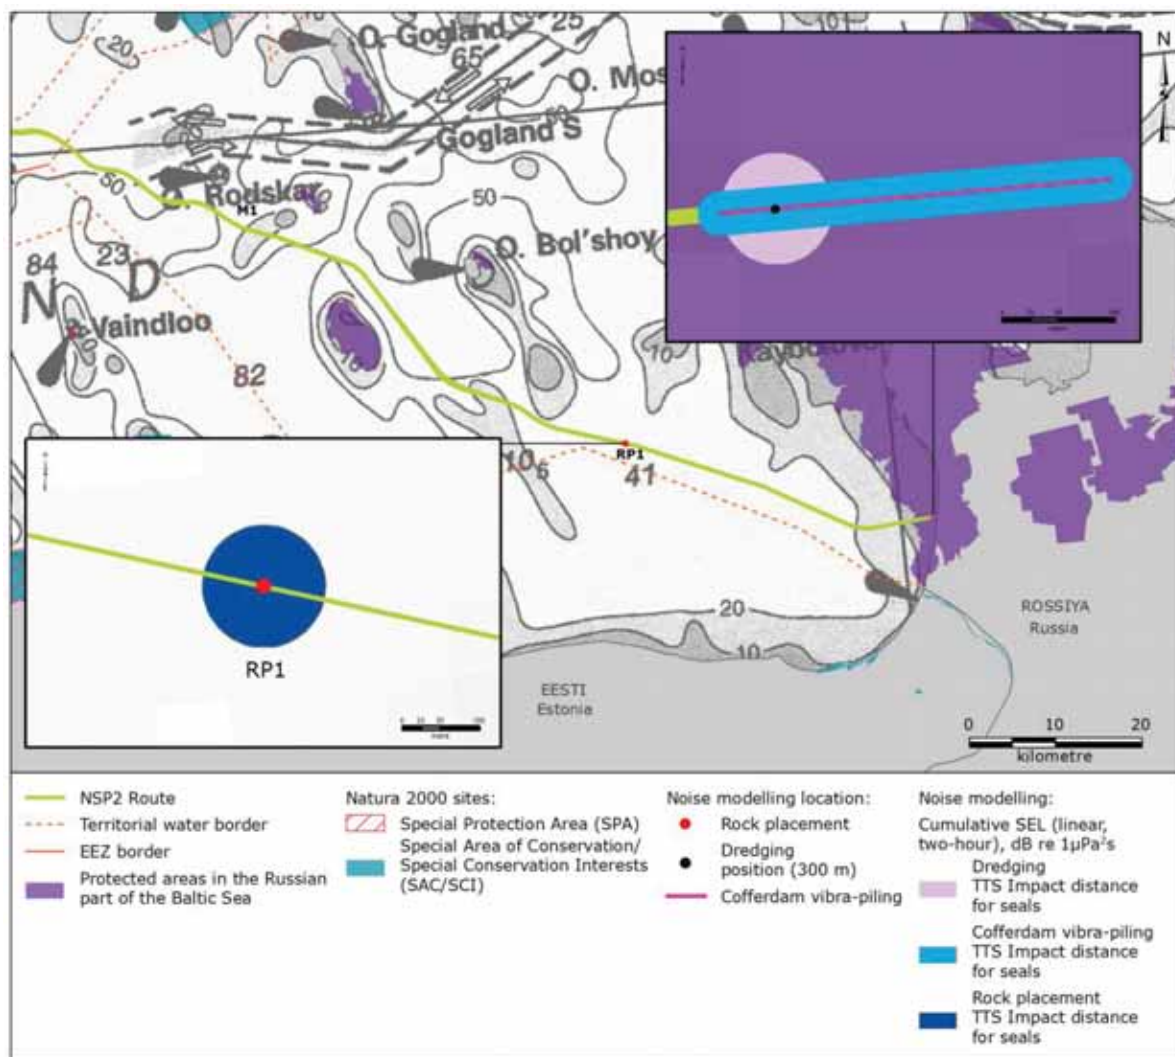 20
10
O. Gogland
65
25
O. Mos
N
Gogland S
50
O. Rodskar
M1
50
O. Bol'shoy
84
23
N D
Vaindloo
10
10
82
RP1
10
6
41
RP1
20
10
ROSSIYA
Russia
EESTI
Estonia
0 10 20
kilometre
NSP2 Route
Territorial water border
EEZ border
Protected areas in the Russian
part of the Baltic Sea
Natura 2000 sites:
Special Protection Area (SPA)
Special Area of Conservation/
Special Conservation Interests
(SAC/SCI)
Noise modelling location:
Rock placement
Dredging
position (300 m)
Cofferdam vibra-piling
Noise modelling:
Cumulative SEL (linear,
two-hour), dB re 1µPa²s
Dredging
TTS Impact distance
for seals
Cofferdam vibra-piling
TTS Impact distance
for seals
Rock placement
TTS Impact distance
for seals